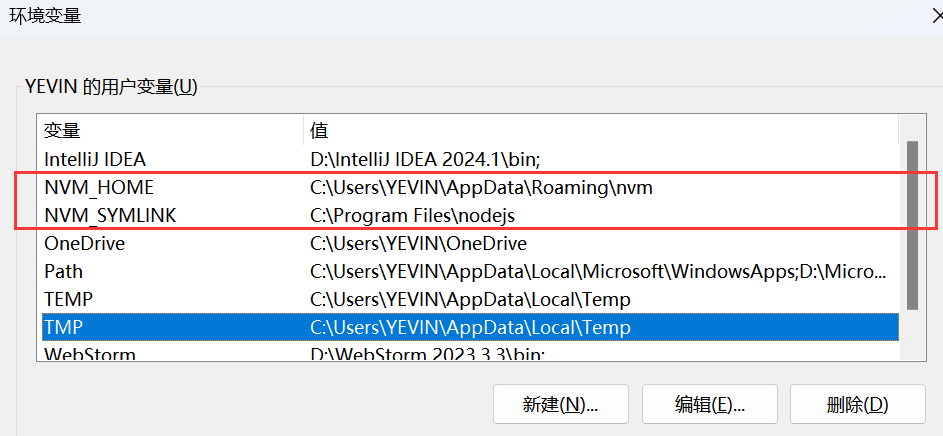 环境变量
YEVIN 的用户变量(U)
变量 值
IntelliJ IDEA D:\IntelliJ IDEA 2024.1\bin;
NVM_HOME C:\Users\YEVIN\AppData\Roaming\nvm
NVM_SYMLINK C:\Program Files\nodejs
OneDrive C:\Users\YEVIN\OneDrive
Path C:\Users\YEVIN\AppData\Local\Microsoft\WindowsApps;D:\Micro...
TEMP C:\Users\YEVIN\AppData\Local\Temp
TMP C:\Users\YEVIN\AppData\Local\Temp
WebStorm D:\WebStorm 2023.3.3\bin;
新建(N)... 编辑(E)... 删除(D)